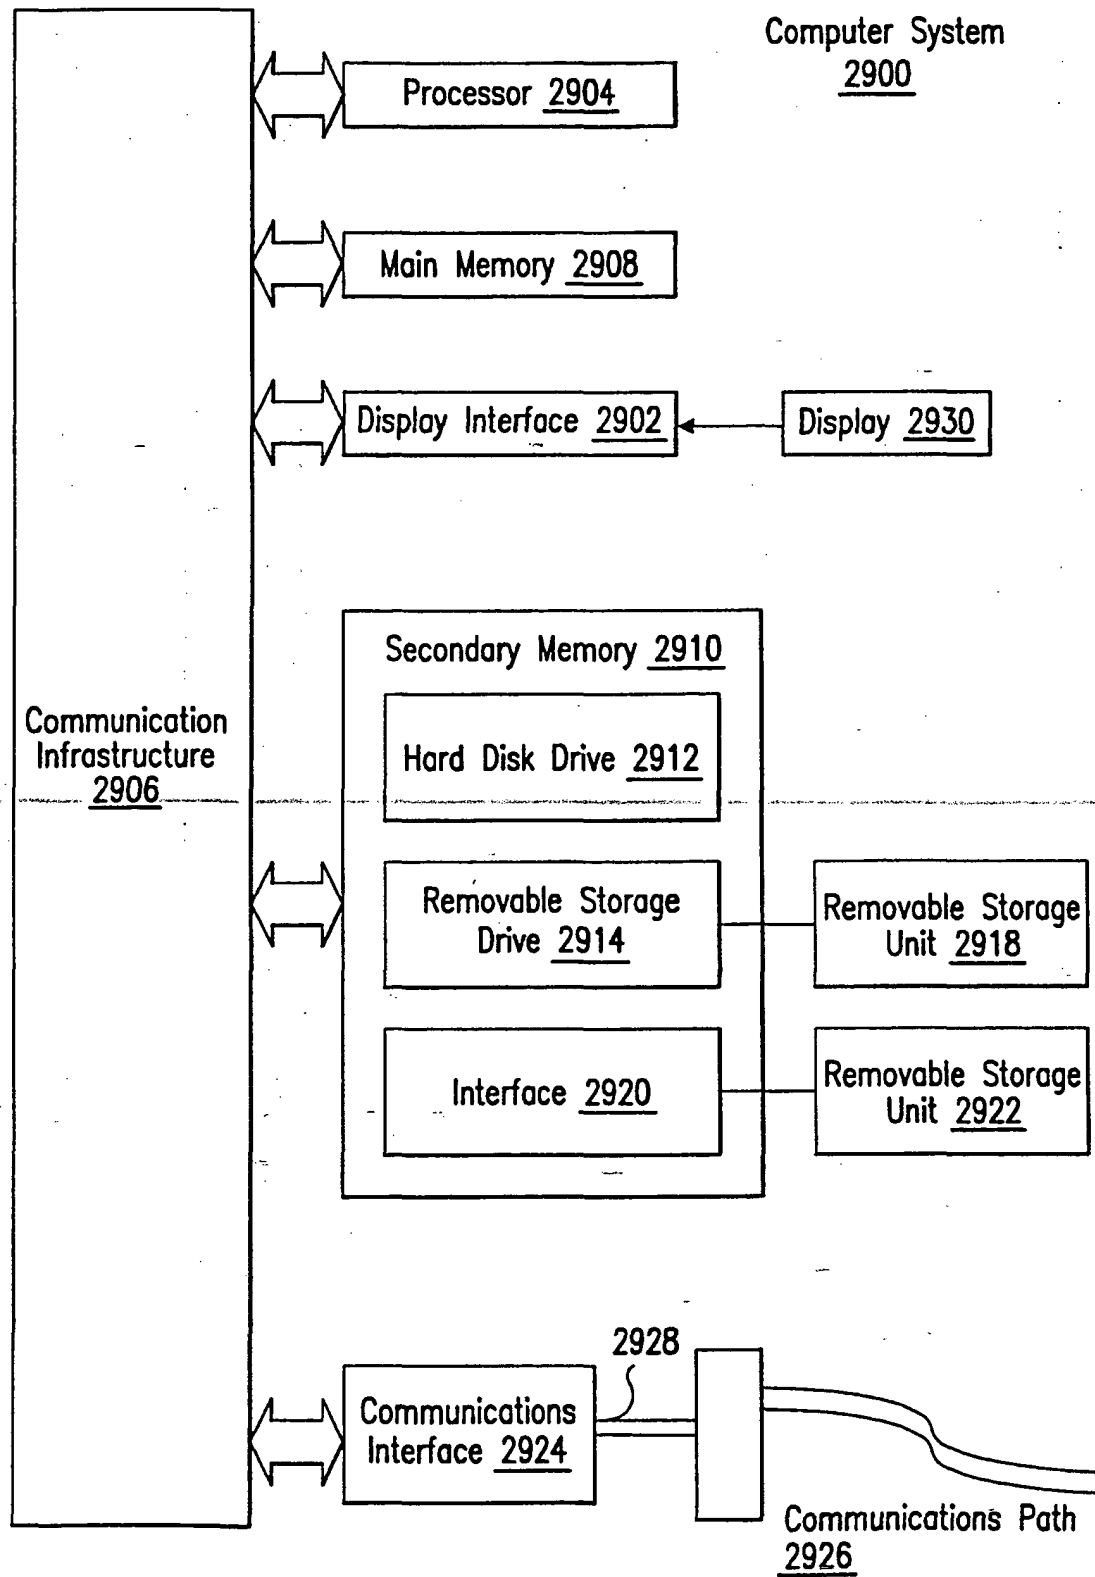 Computer System
2900
Processor 2904
Main Memory 2908
Display Interface 2902
Display 2930
Secondary Memory 2910
Hard Disk Drive 2912
Communication
Infrastructure
2906
Removable Storage
Drive 2914
Removable Storage
Unit 2918
Interface 2920
Removable Storage
Unit 2922
2928
Communications
Interface 2924
Communications Path
2926